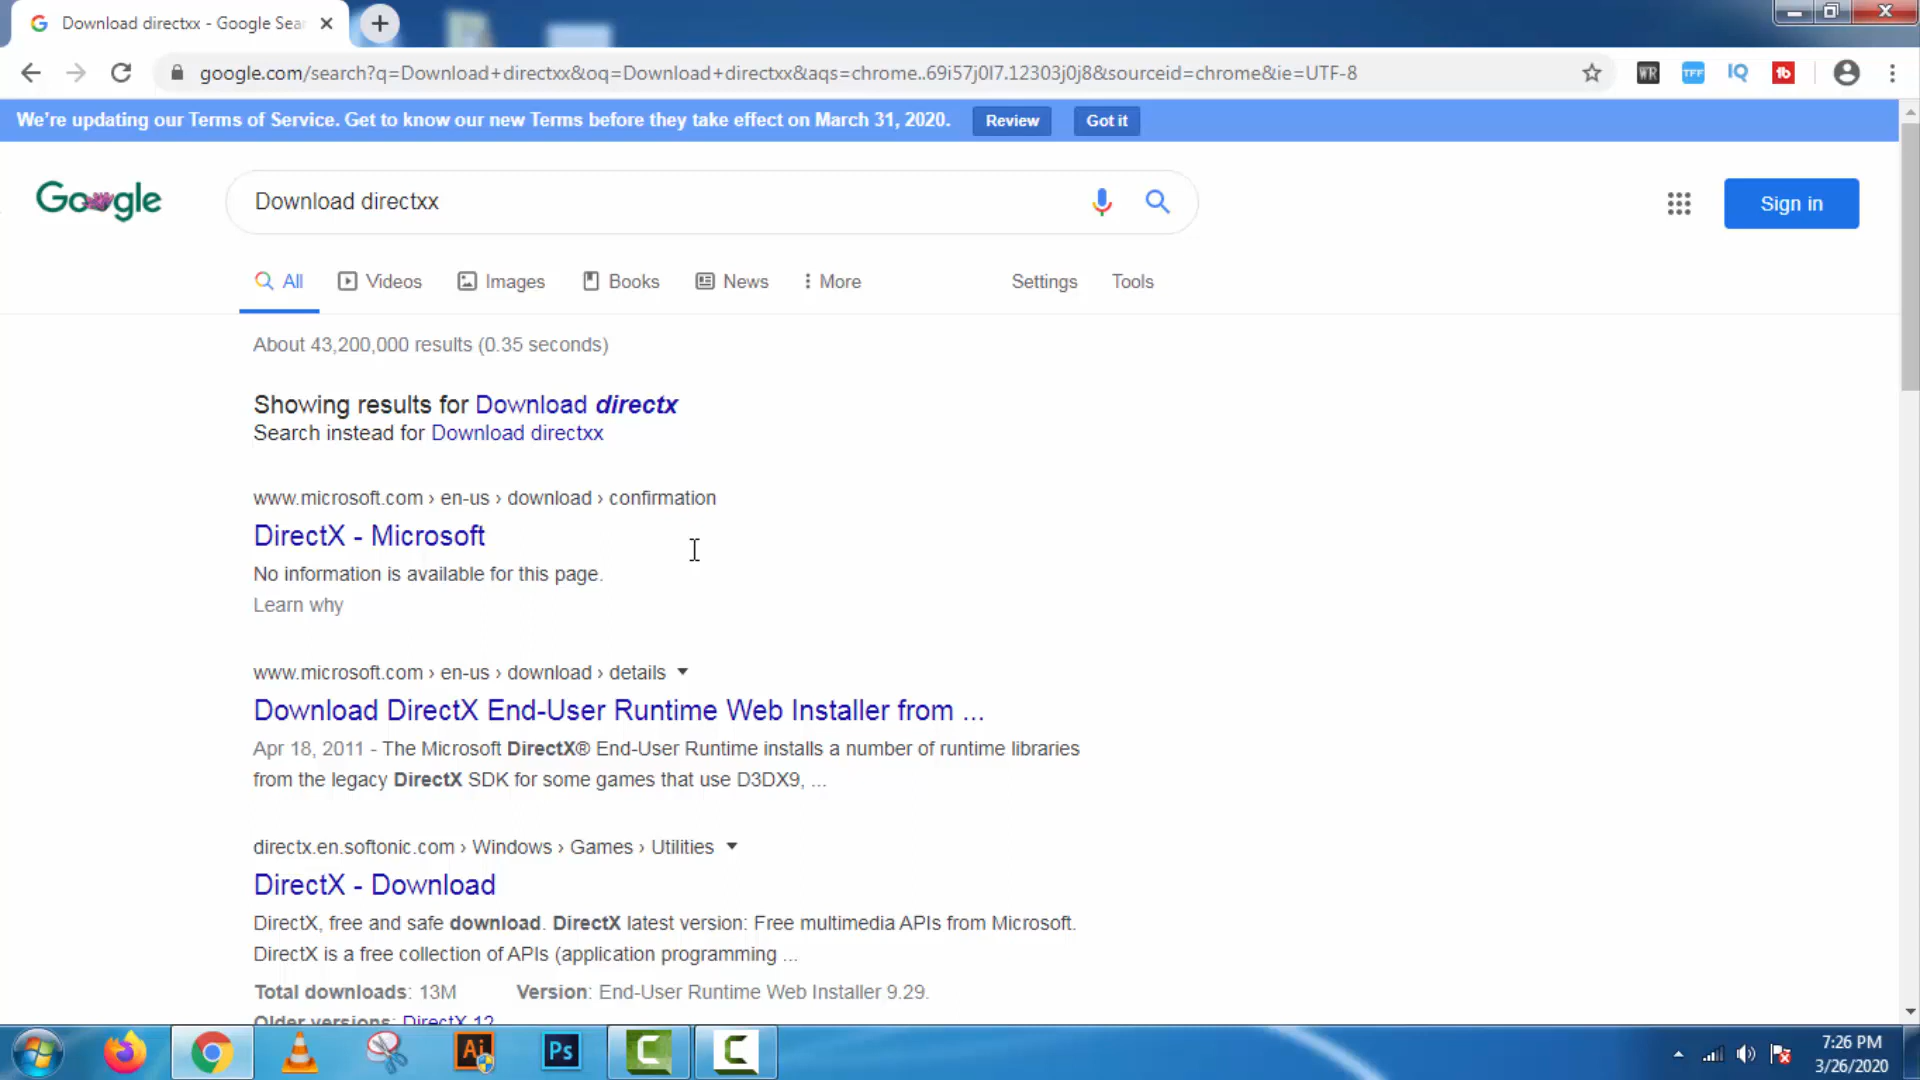 Download directxx - Google Sear
google.com/search?q=Download+directxx&oq=Download+directxx&aqs=chrome..69i57j0l7.12303j0j8&sourceid=chrome&ie=UTF-8
WR
TFF
IQ
tb
We're updating our Terms of Service. Get to know our new Terms before they take effect on March 31, 2020.
Review
Got it
Google
Download directxx
Sign in
All
Videos
Images
Books
News
More
Settings
Tools
About 43,200,000 results (0.35 seconds)
Showing results for Download directx
Search instead for Download directxx
www.microsoft.com › en-us › download › confirmation
DirectX - Microsoft
No information is available for this page.
Learn why
www.microsoft.com › en-us › download › details
Download DirectX End-User Runtime Web Installer from ...
Apr 18, 2011 - The Microsoft DirectX® End-User Runtime installs a number of runtime libraries
from the legacy DirectX SDK for some games that use D3DX9, ...
directx.en.softonic.com › Windows › Games › Utilities
DirectX - Download
DirectX, free and safe download. DirectX latest version: Free multimedia APIs from Microsoft.
DirectX is a free collection of APIs (application programming ...
Total downloads: 13M Version: End-User Runtime Web Installer 9.29.
Older versions: DirectX 12
Ai
Ps
C
C
7:26 PM
3/26/2020